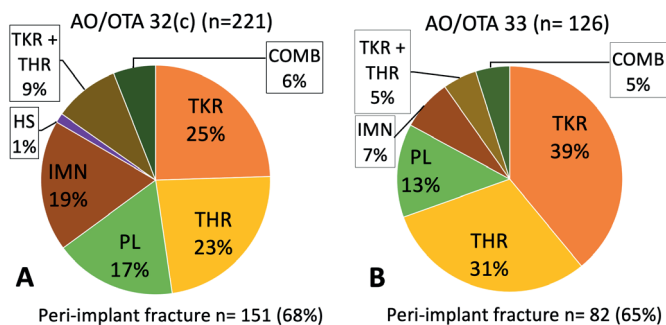 AO/OTA 32(c) (n=221)
TKR +
THR
9%
COMB
6%
HS
1%
TKR
25%
IMN
19%
THR
23%
PL
17%
A
Peri-implant fracture n= 151 (68%)
AO/OTA 33 (n= 126)
TKR +
THR
5%
COMB
5%
IMN
7%
TKR
39%
PL
13%
THR
31%
B
Peri-implant fracture n= 82 (65%)